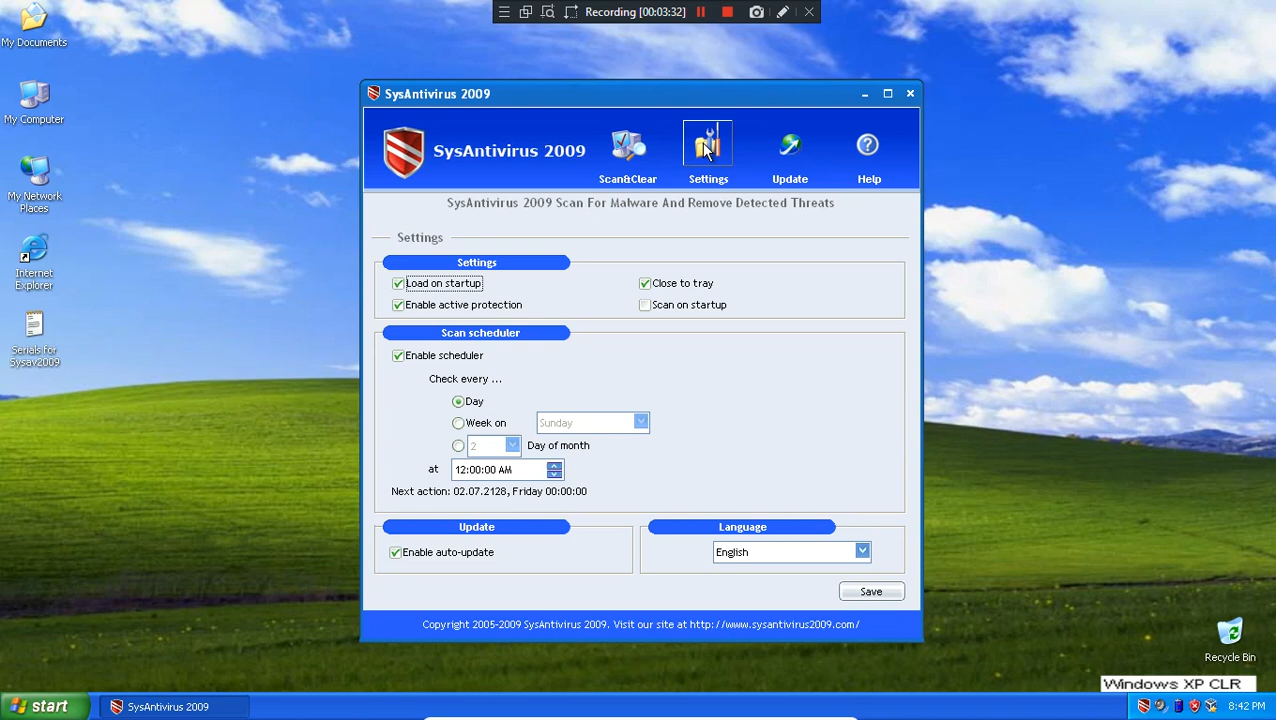 Recording [00:03:32]
My Documents
My Computer
My Network
Places
Internet
Explorer
Serials for
Sysav2009
SysAntivirus 2009
SysAntivirus 2009
Scan&Clear
Settings
Update
Help
SysAntivirus 2009 Scan For Malware And Remove Detected Threats
Settings
Settings
Load on startup
Close to tray
Enable active protection
Scan on startup
Scan scheduler
Enable scheduler
Check every ...
Day
Week on
Sunday
2
Day of month
at
12:00:00 AM
Next action: 02.07.2128, Friday 00:00:00
Update
Language
Enable auto-update
English
Save
Copyright 2005-2009 SysAntivirus 2009. Visit our site at http://www.sysantivirus2009.com/
Recycle Bin
Windows XP CLR
start
SysAntivirus 2009
8:42 PM